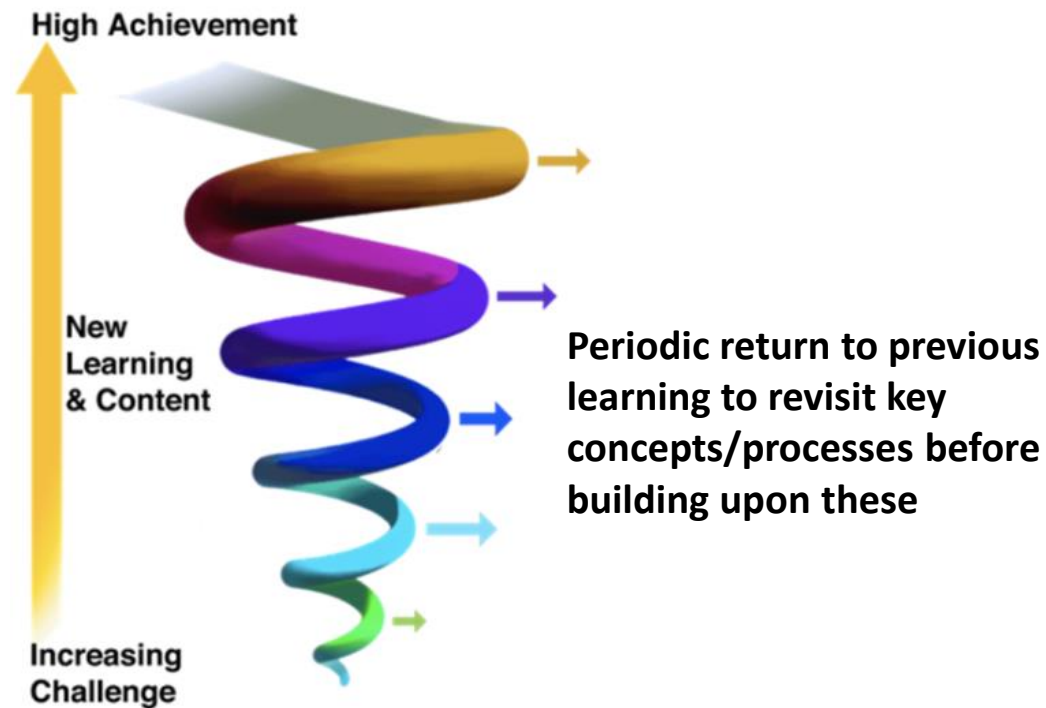 High Achievement
New
Learning
& Content
Periodic return to previous
learning to revisit key
concepts/processes before
building upon these
Increasing
Challenge